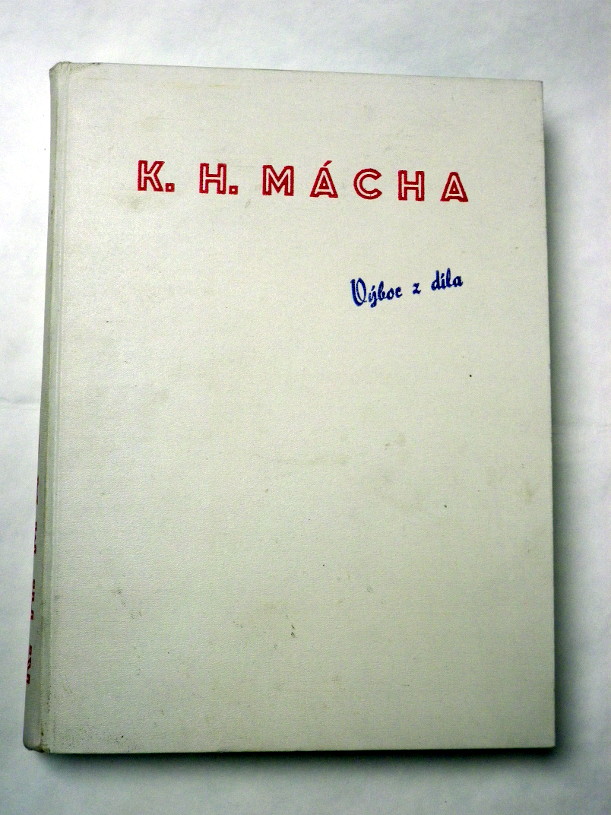 K. H. MÁCHA
Výbor z díla